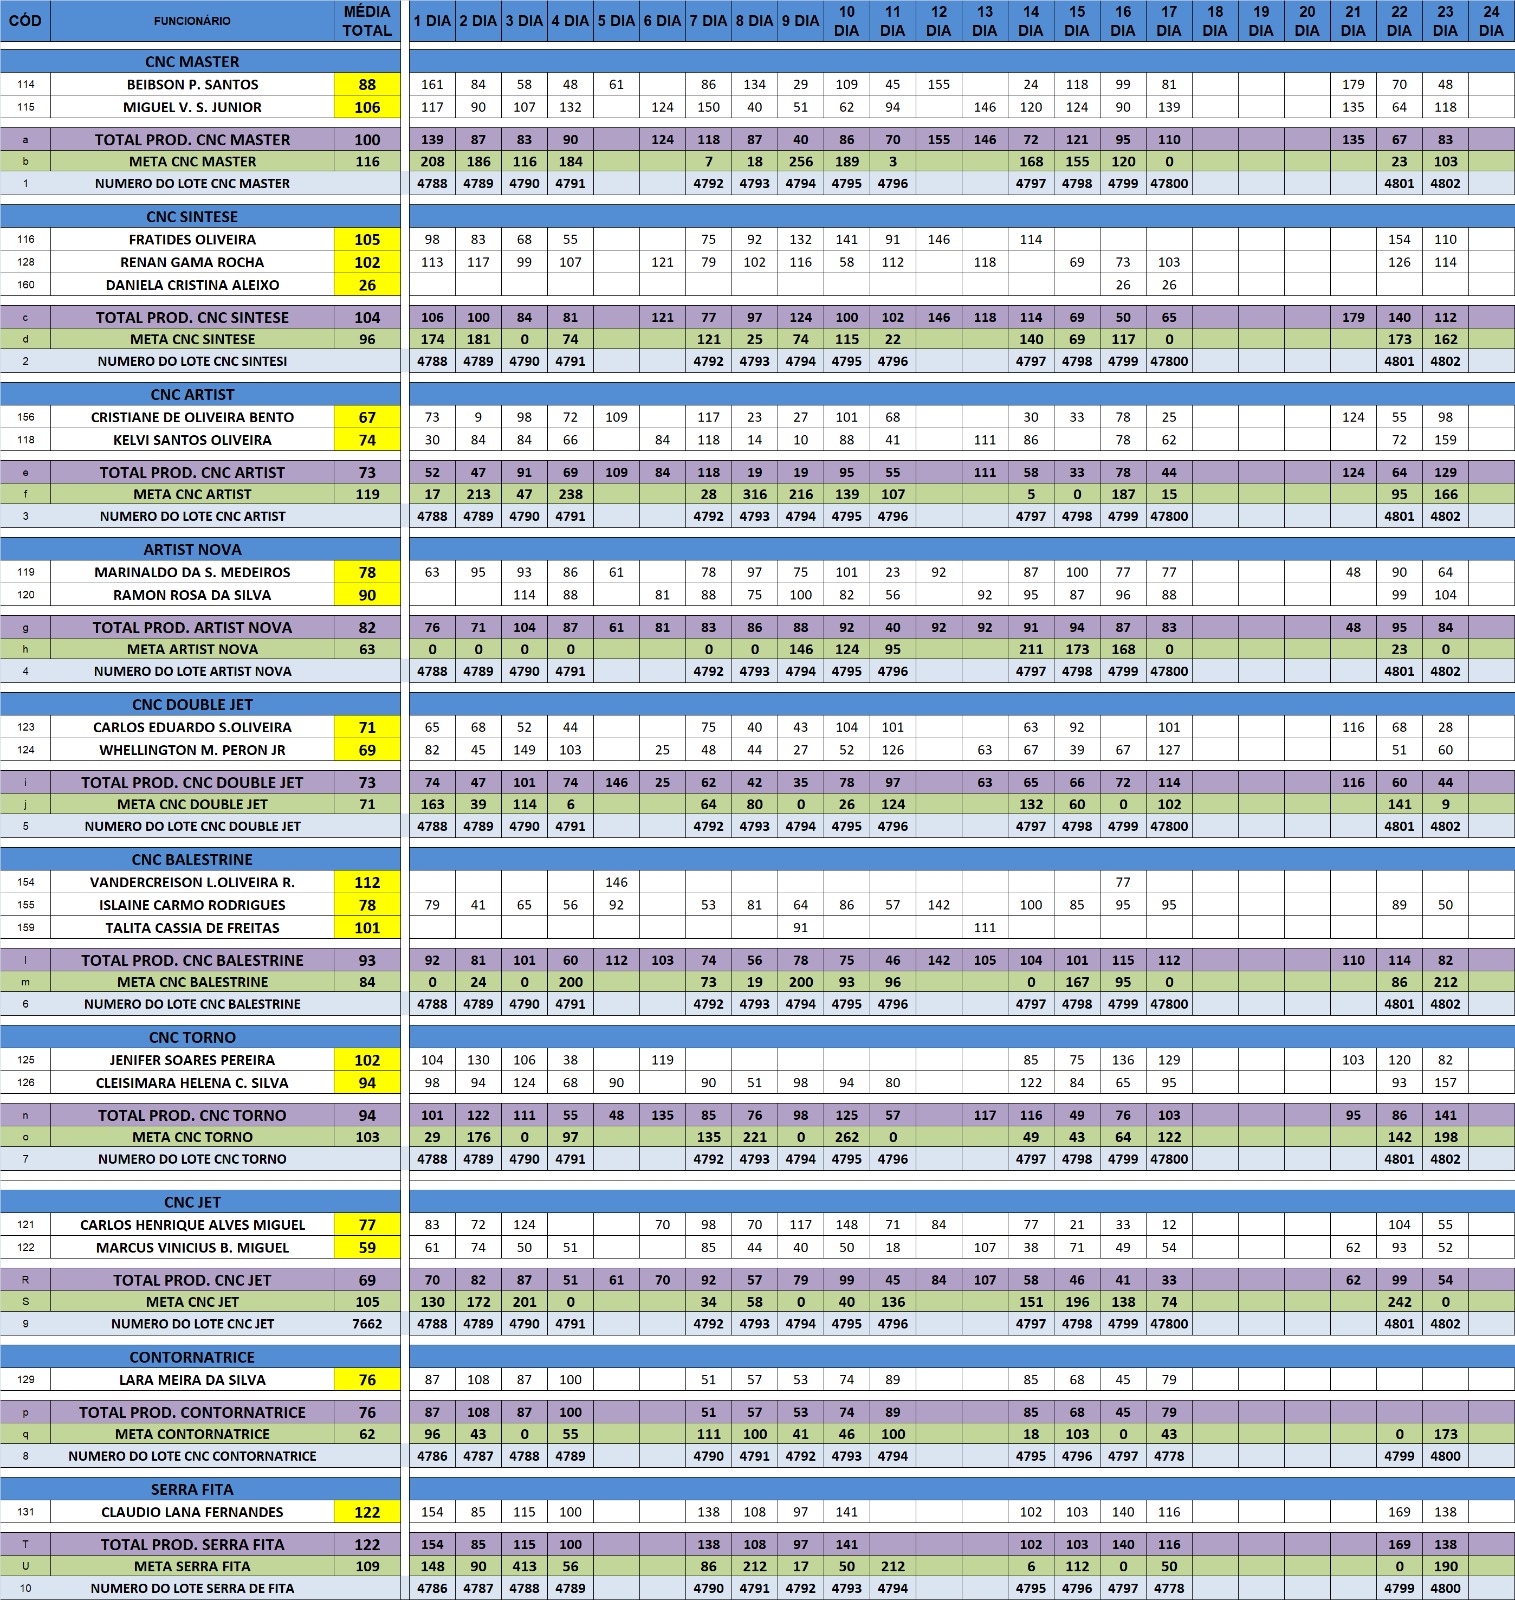 CÓD FUNCIONÁRIO MÉDIA TOTAL 1 DIA 2 DIA 3 DIA 4 DIA 5 DIA 6 DIA 7 DIA 8 DIA 9 DIA 10 DIA 11 DIA 12 DIA 13 DIA 14 DIA 15 DIA 16 DIA 17 DIA 18 DIA 19 DIA 20 DIA 21 DIA 22 DIA 23 DIA 24 DIA
CNC MASTER
114 BEIBSON P. SANTOS 88 161 84 58 48 61 86 134 29 109 45 155 24 118 99 81 179 70 48
115 MIGUEL V. S. JUNIOR 106 117 90 107 132 124 150 40 51 62 94 146 120 124 90 139 135 64 118
a TOTAL PROD. CNC MASTER 100 139 87 83 90 124 118 87 40 86 70 155 146 72 121 95 110 135 67 83
b META CNC MASTER 116 208 186 116 184 7 18 256 189 3 168 155 120 0 23 103
1 NUMERO DO LOTE CNC MASTER 4788 4789 4790 4791 4792 4793 4794 4795 4796 4797 4798 4799 47800 4801 4802
CNC SINTESE
116 FRATIDES OLIVEIRA 105 98 83 68 55 75 92 132 141 91 146 114 154 110
128 RENAN GAMA ROCHA 102 113 117 99 107 121 79 102 116 58 112 118 69 73 103 126 114
160 DANIELA CRISTINA ALEIXO 26 26 26
c TOTAL PROD. CNC SINTESE 104 106 100 84 81 121 77 97 124 100 102 146 118 114 69 50 65 179 140 112
d META CNC SINTESE 96 174 181 0 74 121 25 74 115 22 140 69 117 0 173 162
2 NUMERO DO LOTE CNC SINTESI 4788 4789 4790 4791 4792 4793 4794 4795 4796 4797 4798 4799 47800 4801 4802
CNC ARTIST
156 CRISTIANE DE OLIVEIRA BENTO 67 73 9 98 72 109 117 23 27 101 68 30 33 78 25 124 55 98
118 KELVI SANTOS OLIVEIRA 74 30 84 84 66 84 118 14 10 88 41 111 86 78 62 72 159
e TOTAL PROD. CNC ARTIST 73 52 47 91 69 109 84 118 19 19 95 55 111 58 33 78 44 124 64 129
f META CNC ARTIST 119 17 213 47 238 28 316 216 139 107 5 0 187 15 95 166
3 NUMERO DO LOTE CNC ARTIST 4788 4789 4790 4791 4792 4793 4794 4795 4796 4797 4798 4799 47800 4801 4802
ARTIST NOVA
119 MARINALDO DA S. MEDEIROS 78 63 95 93 86 61 78 97 75 101 23 92 87 100 77 77 48 90 64
120 RAMON ROSA DA SILVA 90 114 88 81 88 75 100 82 56 92 95 87 96 88 99 104
g TOTAL PROD. ARTIST NOVA 82 76 71 104 87 61 81 83 86 88 92 40 92 92 91 94 87 83 48 95 84
h META ARTIST NOVA 63 0 0 0 0 0 0 146 124 95 211 173 168 0 23 0
4 NUMERO DO LOTE ARTIST NOVA 4788 4789 4790 4791 4792 4793 4794 4795 4796 4797 4798 4799 47800 4801 4802
CNC DOUBLE JET
123 CARLOS EDUARDO S.OLIVEIRA 71 65 68 52 44 75 40 43 104 101 63 92 101 116 68 28
124 WHELLINGTON M. PERON JR 69 82 45 149 103 25 48 44 27 52 126 63 67 39 67 127 51 60
i TOTAL PROD. CNC DOUBLE JET 73 74 47 101 74 146 25 62 42 35 78 97 63 65 66 72 114 116 60 44
j META CNC DOUBLE JET 71 163 39 114 6 64 80 0 26 124 132 60 0 102 141 9
5 NUMERO DO LOTE CNC DOUBLE JET 4788 4789 4790 4791 4792 4793 4794 4795 4796 4797 4798 4799 47800 4801 4802
CNC BALESTRINE
154 VANDERCREISON L.OLIVEIRA R. 112 146 77
155 ISLAINE CARMO RODRIGUES 78 79 41 65 56 92 53 81 64 86 57 142 100 85 95 95 89 50
159 TALITA CASSIA DE FREITAS 101 91 111
l TOTAL PROD. CNC BALESTRINE 93 92 81 101 60 112 103 74 56 78 75 46 142 105 104 101 115 112 110 114 82
m META CNC BALESTRINE 84 0 24 0 200 73 19 200 93 96 0 167 95 0 86 212
6 NUMERO DO LOTE CNC BALESTRINE 4788 4789 4790 4791 4792 4793 4794 4795 4796 4797 4798 4799 47800 4801 4802
CNC TORNO
125 JENIFER SOARES PEREIRA 102 104 130 106 38 119 85 75 136 129 103 120 82
126 CLEISIMARA HELENA C. SILVA 94 98 94 124 68 90 90 51 98 94 80 122 84 65 95 93 157
n TOTAL PROD. CNC TORNO 94 101 122 111 55 48 135 85 76 98 125 57 117 116 49 76 103 95 86 141
o META CNC TORNO 103 29 176 0 97 135 221 0 262 0 49 43 64 122 142 198
7 NUMERO DO LOTE CNC TORNO 4788 4789 4790 4791 4792 4793 4794 4795 4796 4797 4798 4799 47800 4801 4802
CNC JET
121 CARLOS HENRIQUE ALVES MIGUEL 77 83 72 124 70 98 70 117 148 71 84 77 21 33 12 104 55
122 MARCUS VINICIUS B. MIGUEL 59 61 74 50 51 85 44 40 50 18 107 38 71 49 54 62 93 52
R TOTAL PROD. CNC JET 69 70 82 87 51 61 70 92 57 79 99 45 84 107 58 46 41 33 62 99 54
S META CNC JET 105 130 172 201 0 34 58 0 40 136 151 196 138 74 242 0
9 NUMERO DO LOTE CNC JET 7662 4788 4789 4790 4791 4792 4793 4794 4795 4796 4797 4798 4799 47800 4801 4802
CONTORNATRICE
129 LARA MEIRA DA SILVA 76 87 108 87 100 51 57 53 74 89 85 68 45 79
p TOTAL PROD. CONTORNATRICE 76 87 108 87 100 51 57 53 74 89 85 68 45 79
q META CONTORNATRICE 62 96 43 0 55 111 100 41 46 100 18 103 0 43 0 173
8 NUMERO DO LOTE CNC CONTORNATRICE 4786 4787 4788 4789 4790 4791 4792 4793 4794 4795 4796 4797 4778 4799 4800
SERRA FITA
131 CLAUDIO LANA FERNANDES 122 154 85 115 100 138 108 97 141 102 103 140 116 169 138
T TOTAL PROD. SERRA FITA 122 154 85 115 100 138 108 97 141 102 103 140 116 169 138
U META SERRA FITA 109 148 90 413 56 86 212 17 50 212 6 112 0 50 0 190
10 NUMERO DO LOTE SERRA DE FITA 4786 4787 4788 4789 4790 4791 4792 4793 4794 4795 4796 4797 4778 4799 4800